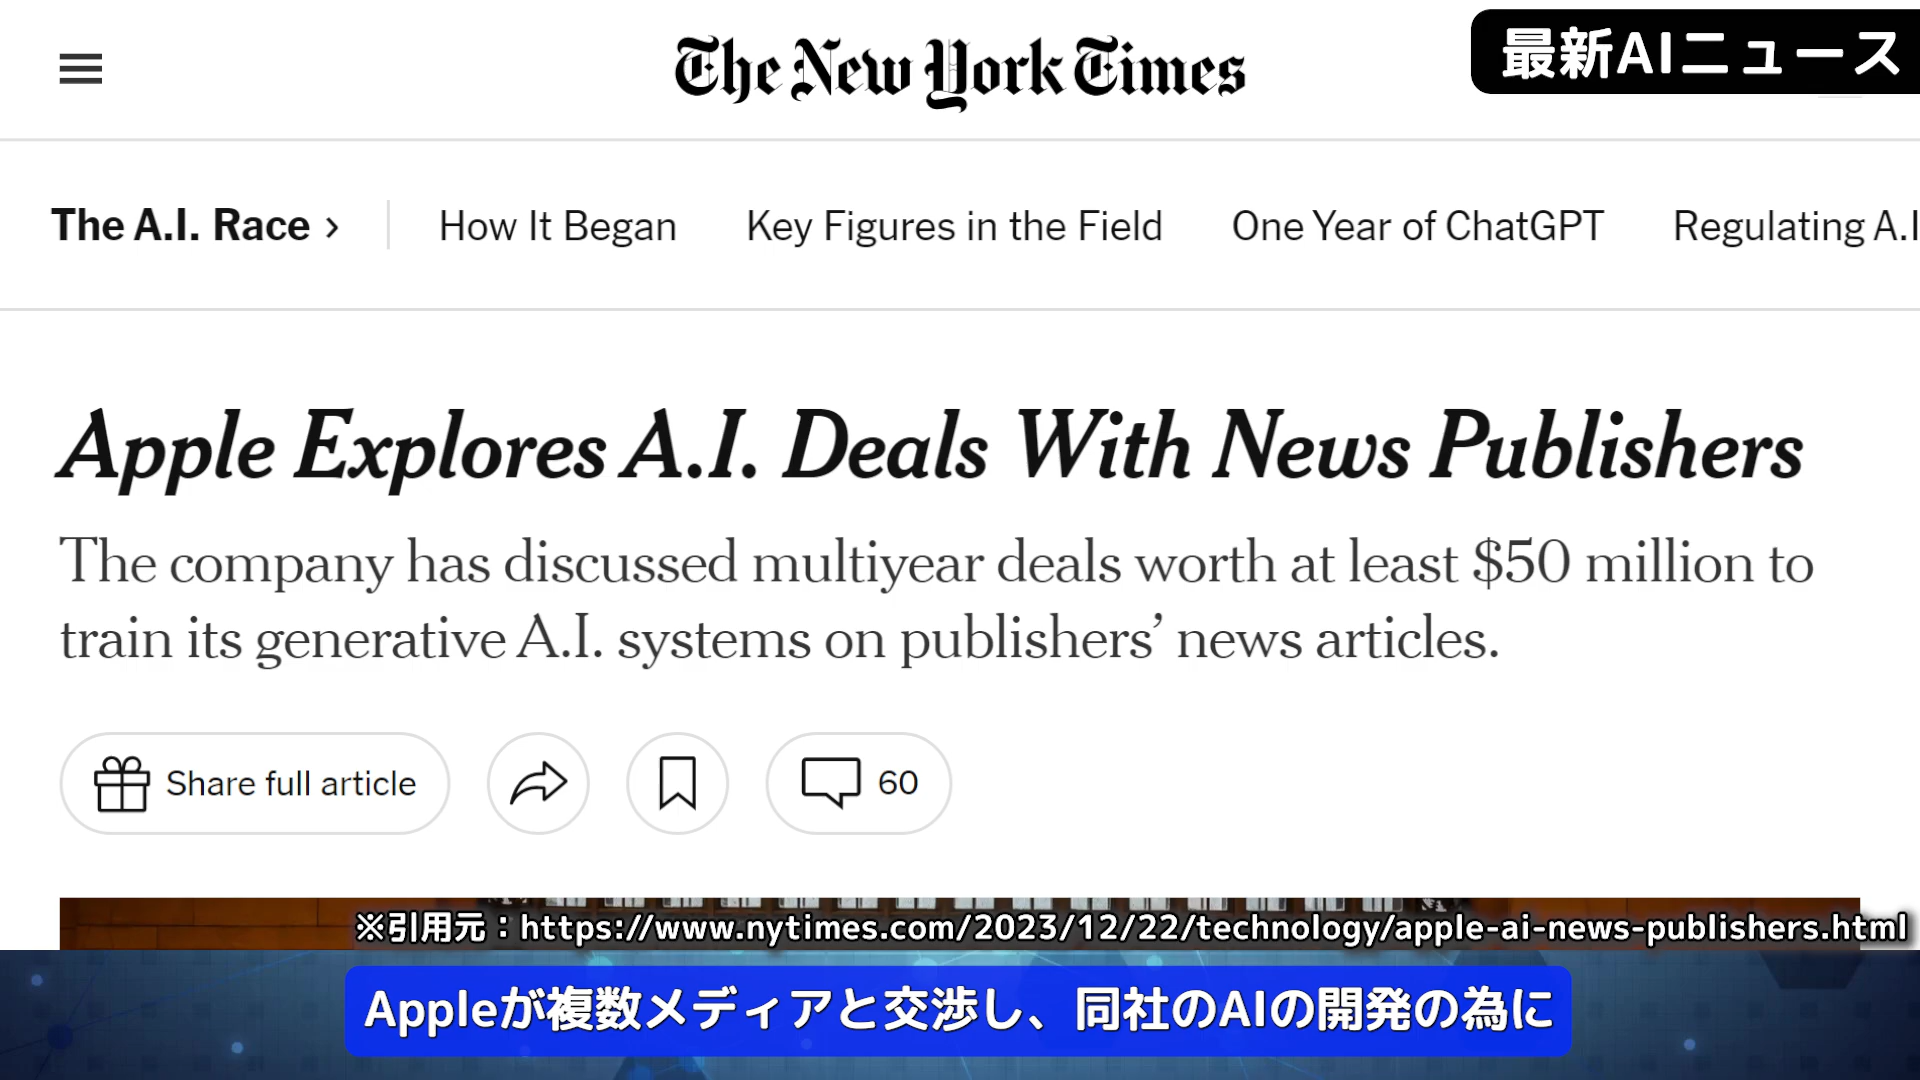 The New York Times
最新AIニュース
The A.I. Race >
How It Began
Key Figures in the Field
One Year of ChatGPT
Regulating A.I
Apple Explores A.I. Deals With News Publishers
The company has discussed multiyear deals worth at least $50 million to
train its generative A.I. systems on publishers’ news articles.
Share full article
60
※引用元：https://www.nytimes.com/2023/12/22/technology/apple-ai-news-publishers.html
Appleが複数メディアと交渉し、同社のAIの開発の為に